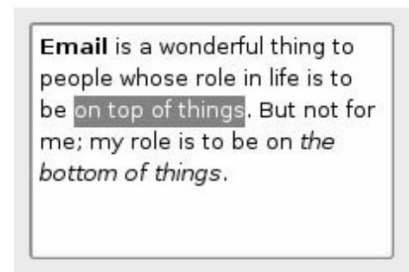 Email is a wonderful thing to
people whose role in life is to
be on top of things. But not for
me; my role is to be on the
bottom of things.